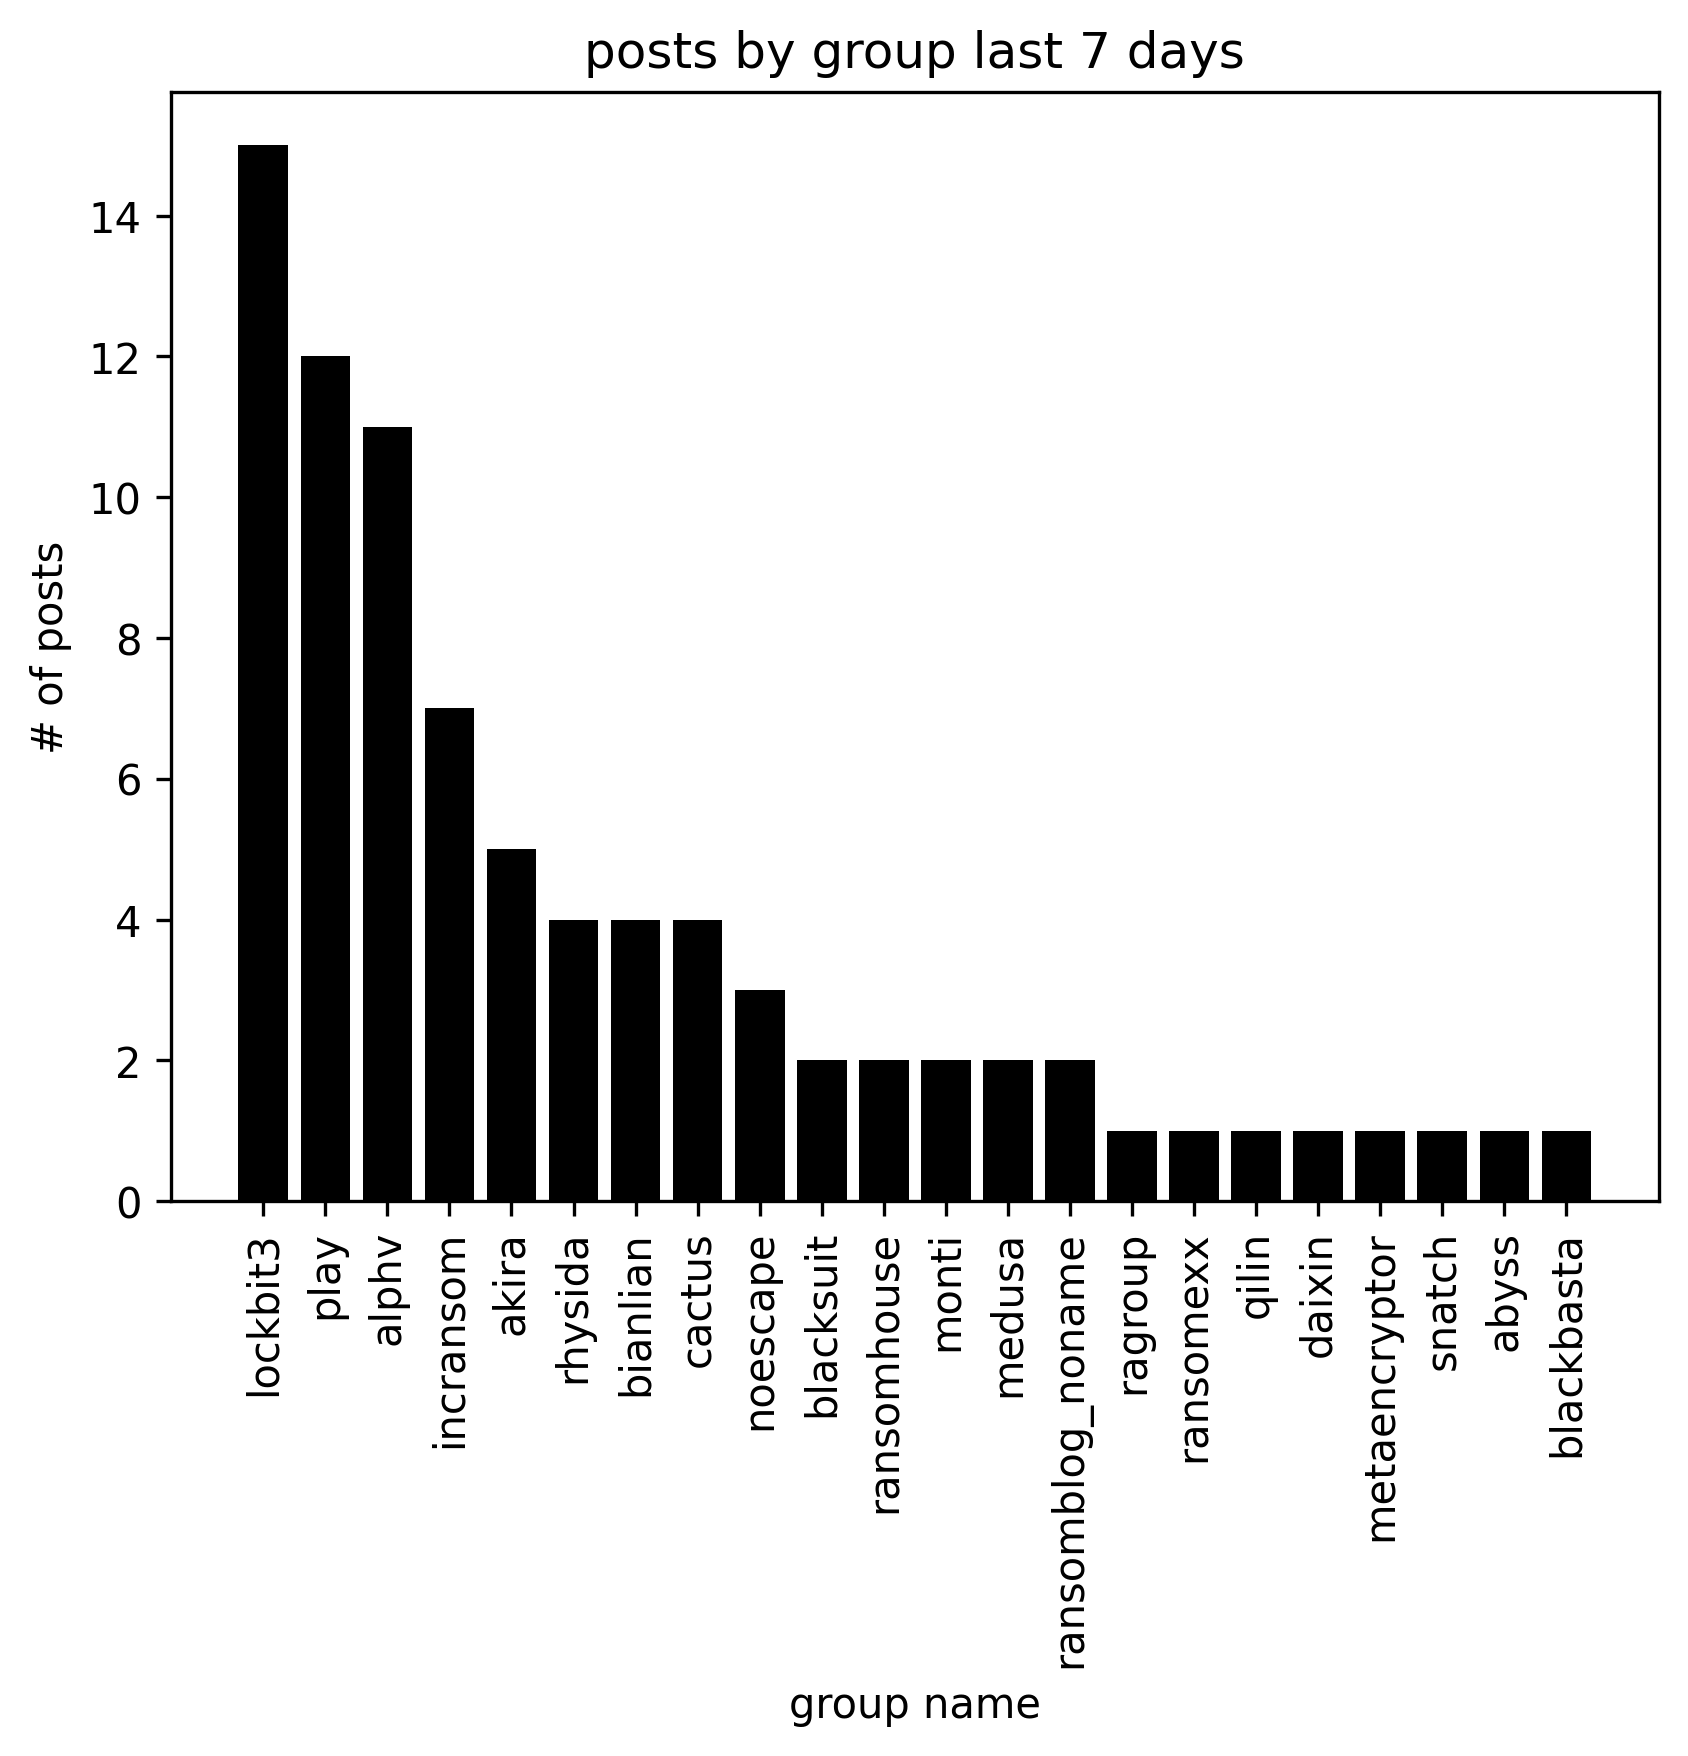 posts by group last 7 days
# of posts
14
12
10
8
6
4
2
0
lockbit3
play
alphv
incransom
akira
rhysida
bianlian
cactus
noescape
blacksuit
ransomhouse
monti
medusa
ransomblog_noname
ragroup
ransomexx
qilin
daixin
metaencryptor
snatch
abyss
blackbasta
group name